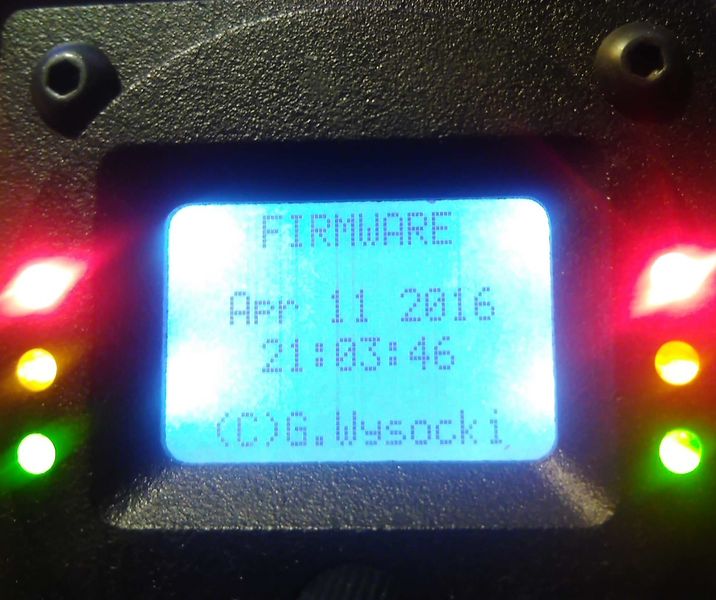 FIRMWARE
Apr 11 2016
21:03:46
(C)G.Wysocki